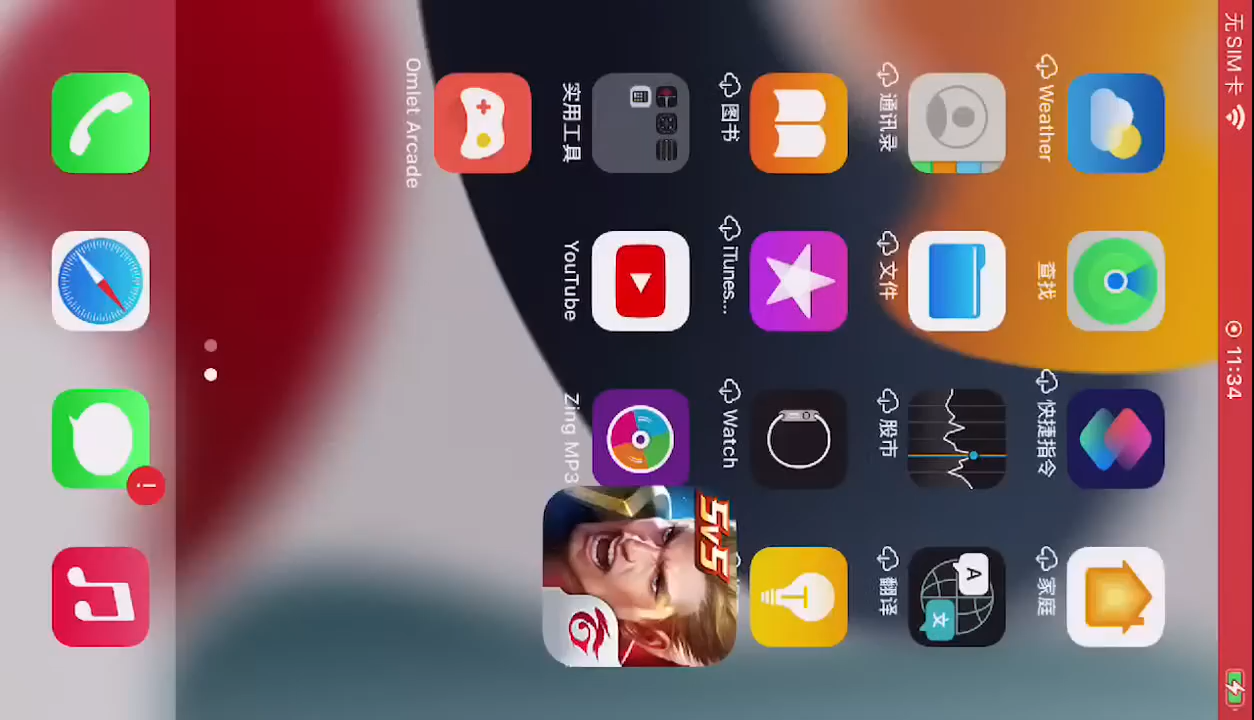 无SIM卡
11:34
Weather
查找
快捷指令
家庭
通讯录
文件
股市
翻译
A
文
图书
iTunes...
Watch
实用工具
YouTube
Zing MP3
5v5
Omlet Arcade